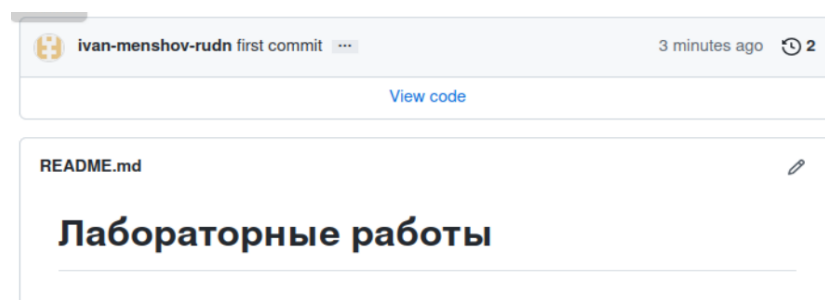 ivan-menshov-rudn first commit ... 3 minutes ago 2
View code
README.md
Лабораторные работы